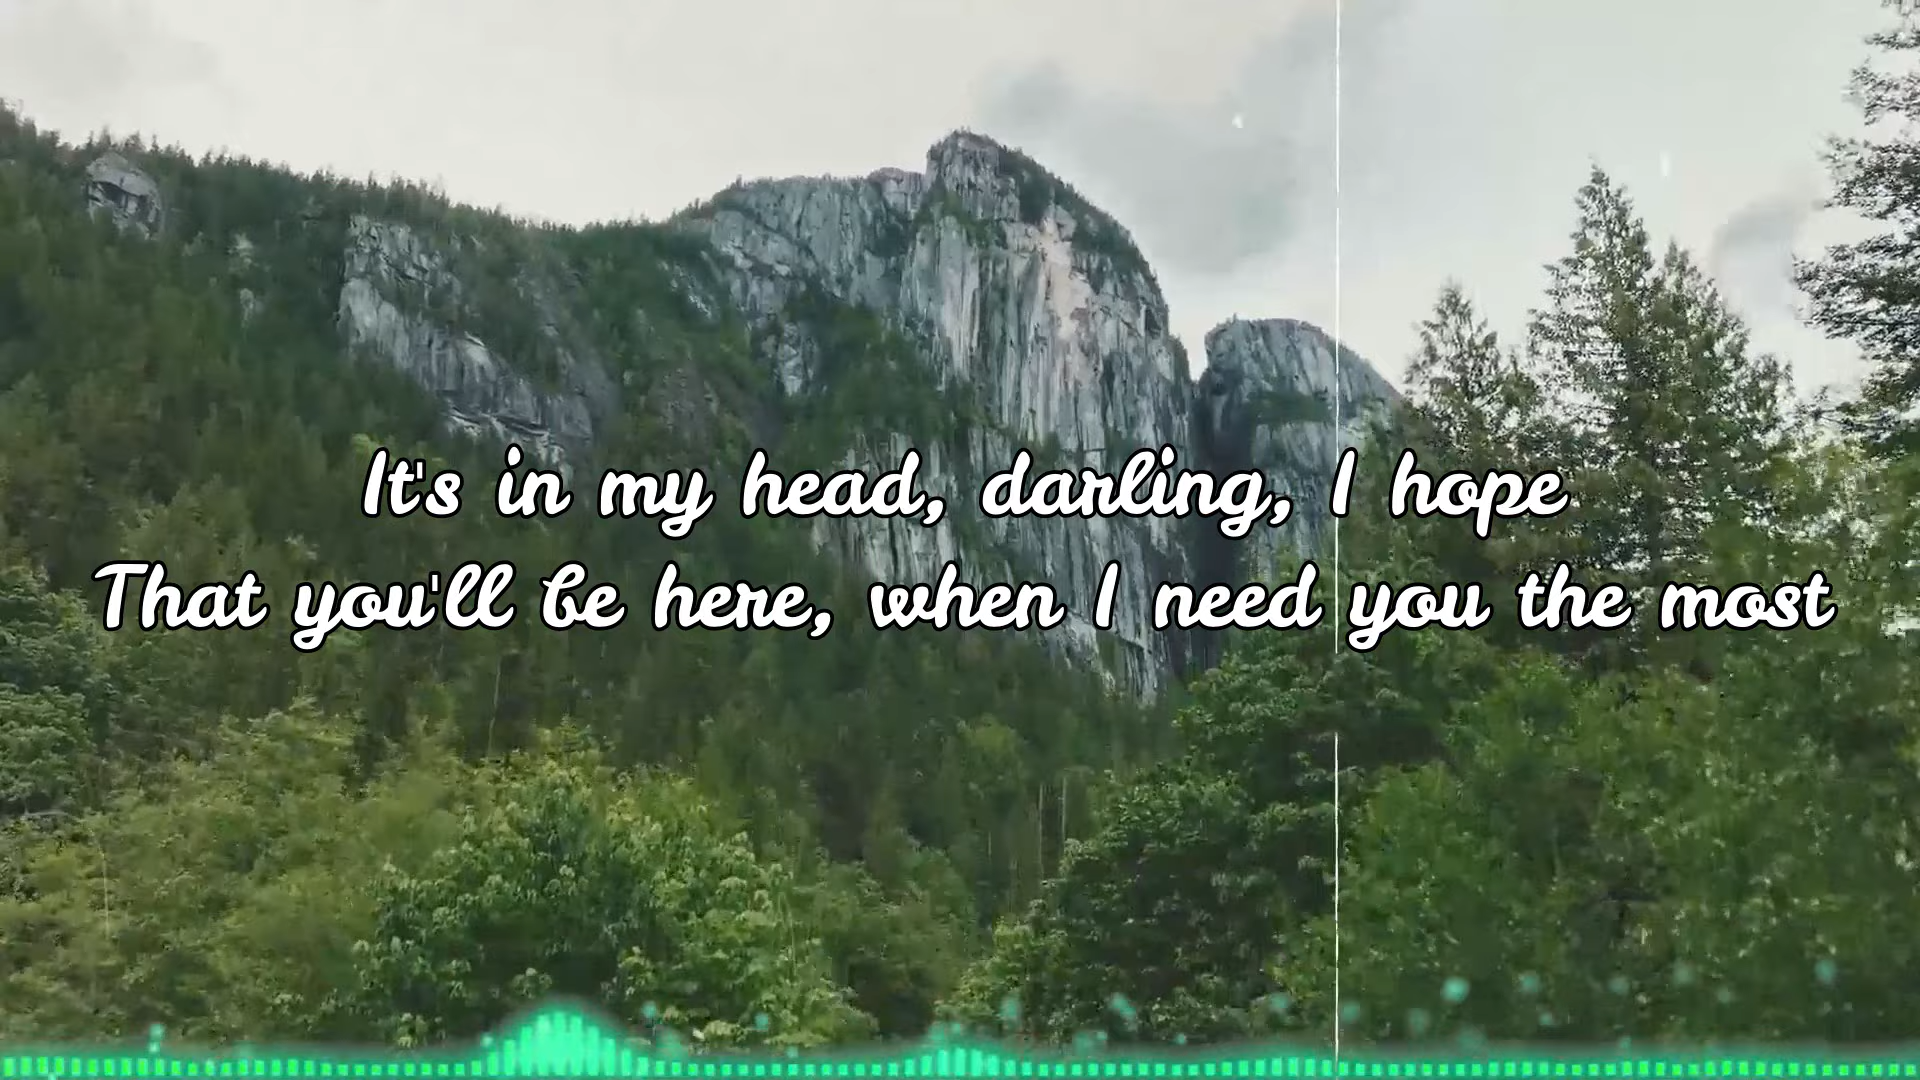 It's in my head, darling, I hope
That you'll be here, when I need you the most